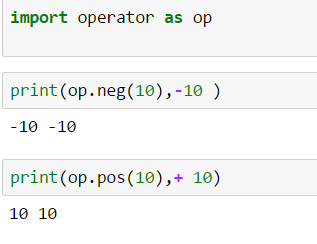 import operator as op
print(op.neg(10),-10 )
-10 -10
print(op.pos(10),+ 10)
10 10